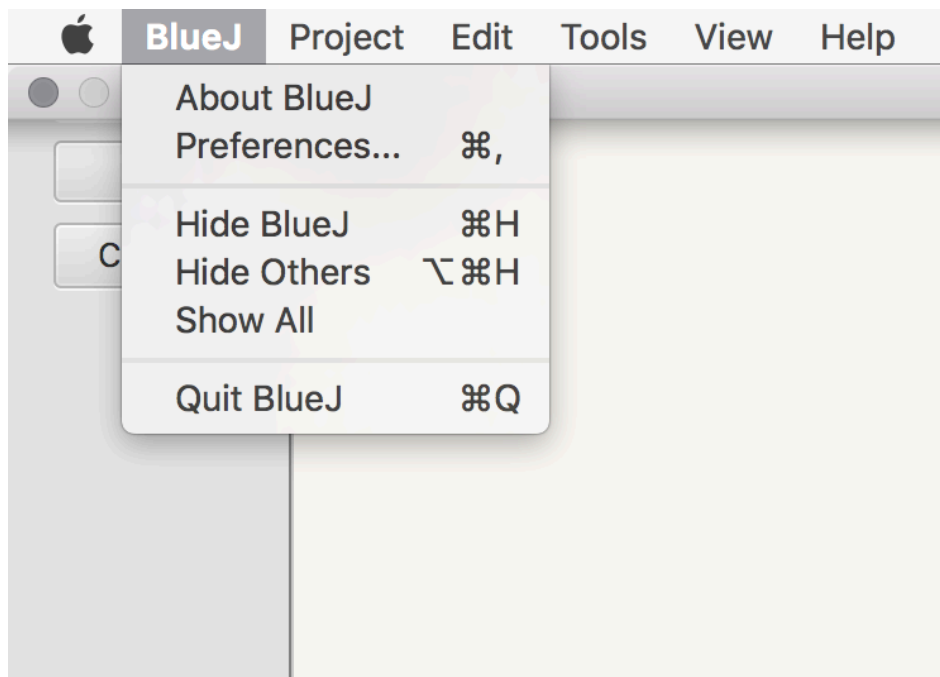 BlueJ Project Edit Tools View Help
About BlueJ
Preferences... ⌘,
Hide BlueJ ⌘H
C
Hide Others ⌥⌘H
Show All
Quit BlueJ ⌘Q